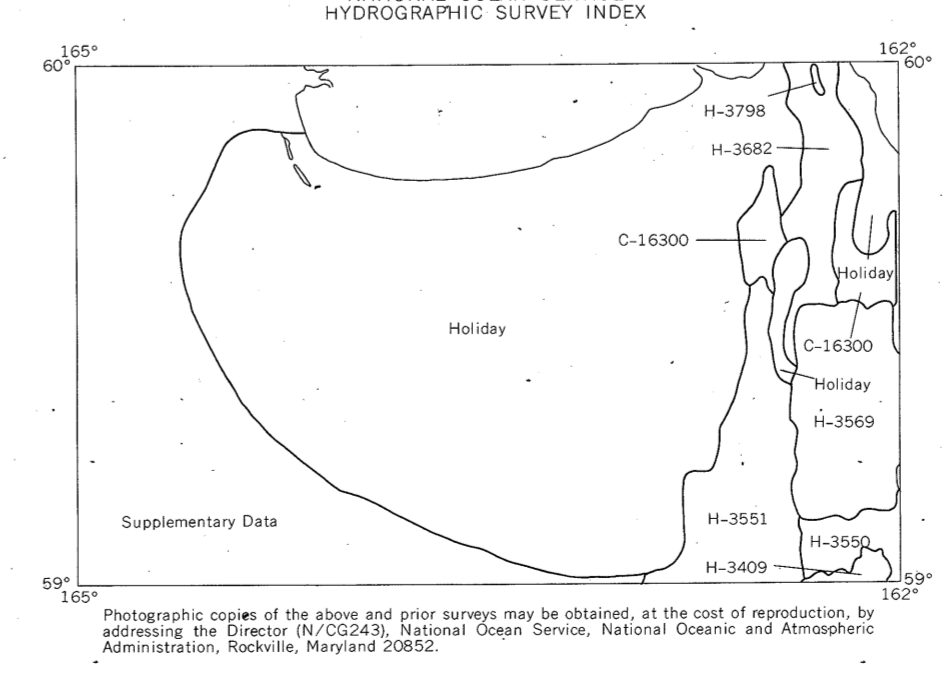 HYDROGRAPHIC SURVEY INDEX
165° 162°
60° 60°
H-3798
H-3682
C-16300
Holiday
Holiday
C-16300
Holiday
H-3569
Supplementary Data
H-3551
H-3550
H-3409
59° 59°
165° 162°
Photographic copies of the above and prior surveys may be obtained, at the cost of reproduction, by
addressing the Director (N/CG243), National Ocean Service, National Oceanic and Atmospheric
Administration, Rockville, Maryland 20852.